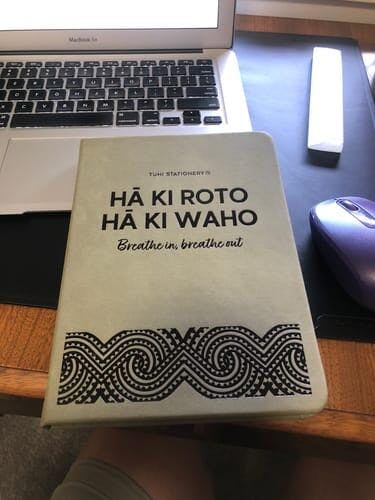 MacBook Air
TUHI STATIONERY
HĀ KI ROTO
HĀ KI WAHO
Breathe in, breathe out